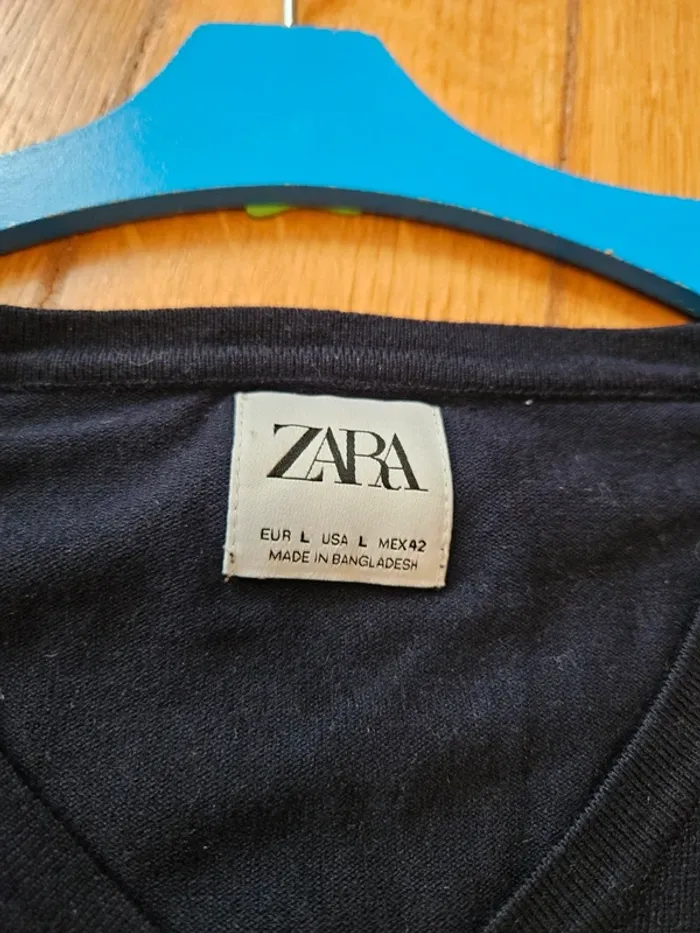 ZARA
EUR L USA L MEX 42
MADE IN BANGLADESH